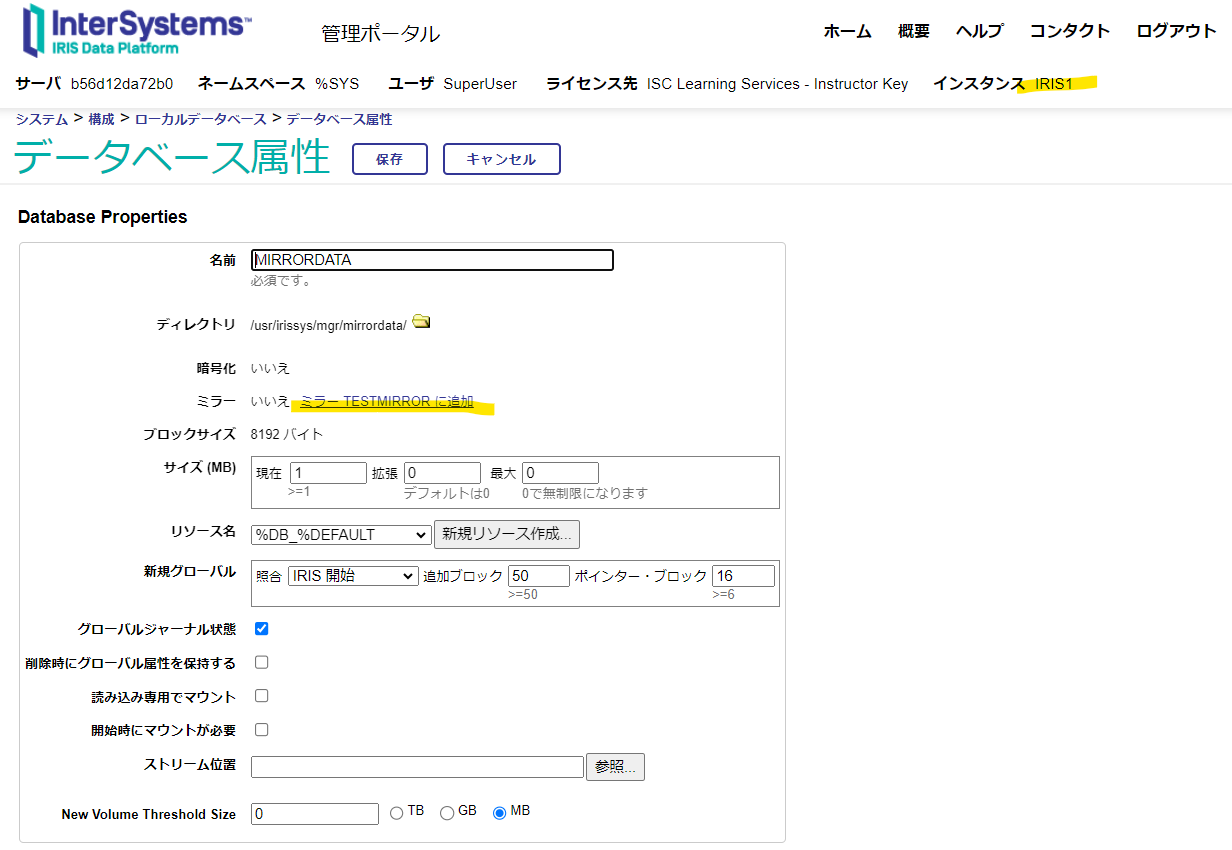 InterSystems™
IRIS Data Platform
管理ポータル
ホーム 概要 ヘルプ コンタクト ログアウト
サーバ b56d12da72b0 ネームスペース %SYS ユーザ SuperUser ライセンス先 ISC Learning Services - Instructor Key インスタンス IRIS1
システム > 構成 > ローカルデータベース > データベース属性
データベース属性 保存 キャンセル
Database Properties
名前 MIRRORDATA
必須です。
ディレクトリ /usr/irissys/mgr/mirrordata/
暗号化 いいえ
ミラー いいえ ミラー TESTMIRROR に追加
ブロックサイズ 8192 バイト
サイズ (MB) 現在 1 拡張 0 最大 0
>=1 デフォルトは0 0で無制限になります
リソース名 %DB_%DEFAULT 新規リソース作成...
新規グローバル 照合 IRIS 開始 追加ブロック 50 ポインター・ブロック 16
>=50 >=6
グローバルジャーナル状態
削除時にグローバル属性を保持する
読み込み専用でマウント
開始時にマウントが必要
ストリーム位置 参照...
New Volume Threshold Size 0 TB GB MB